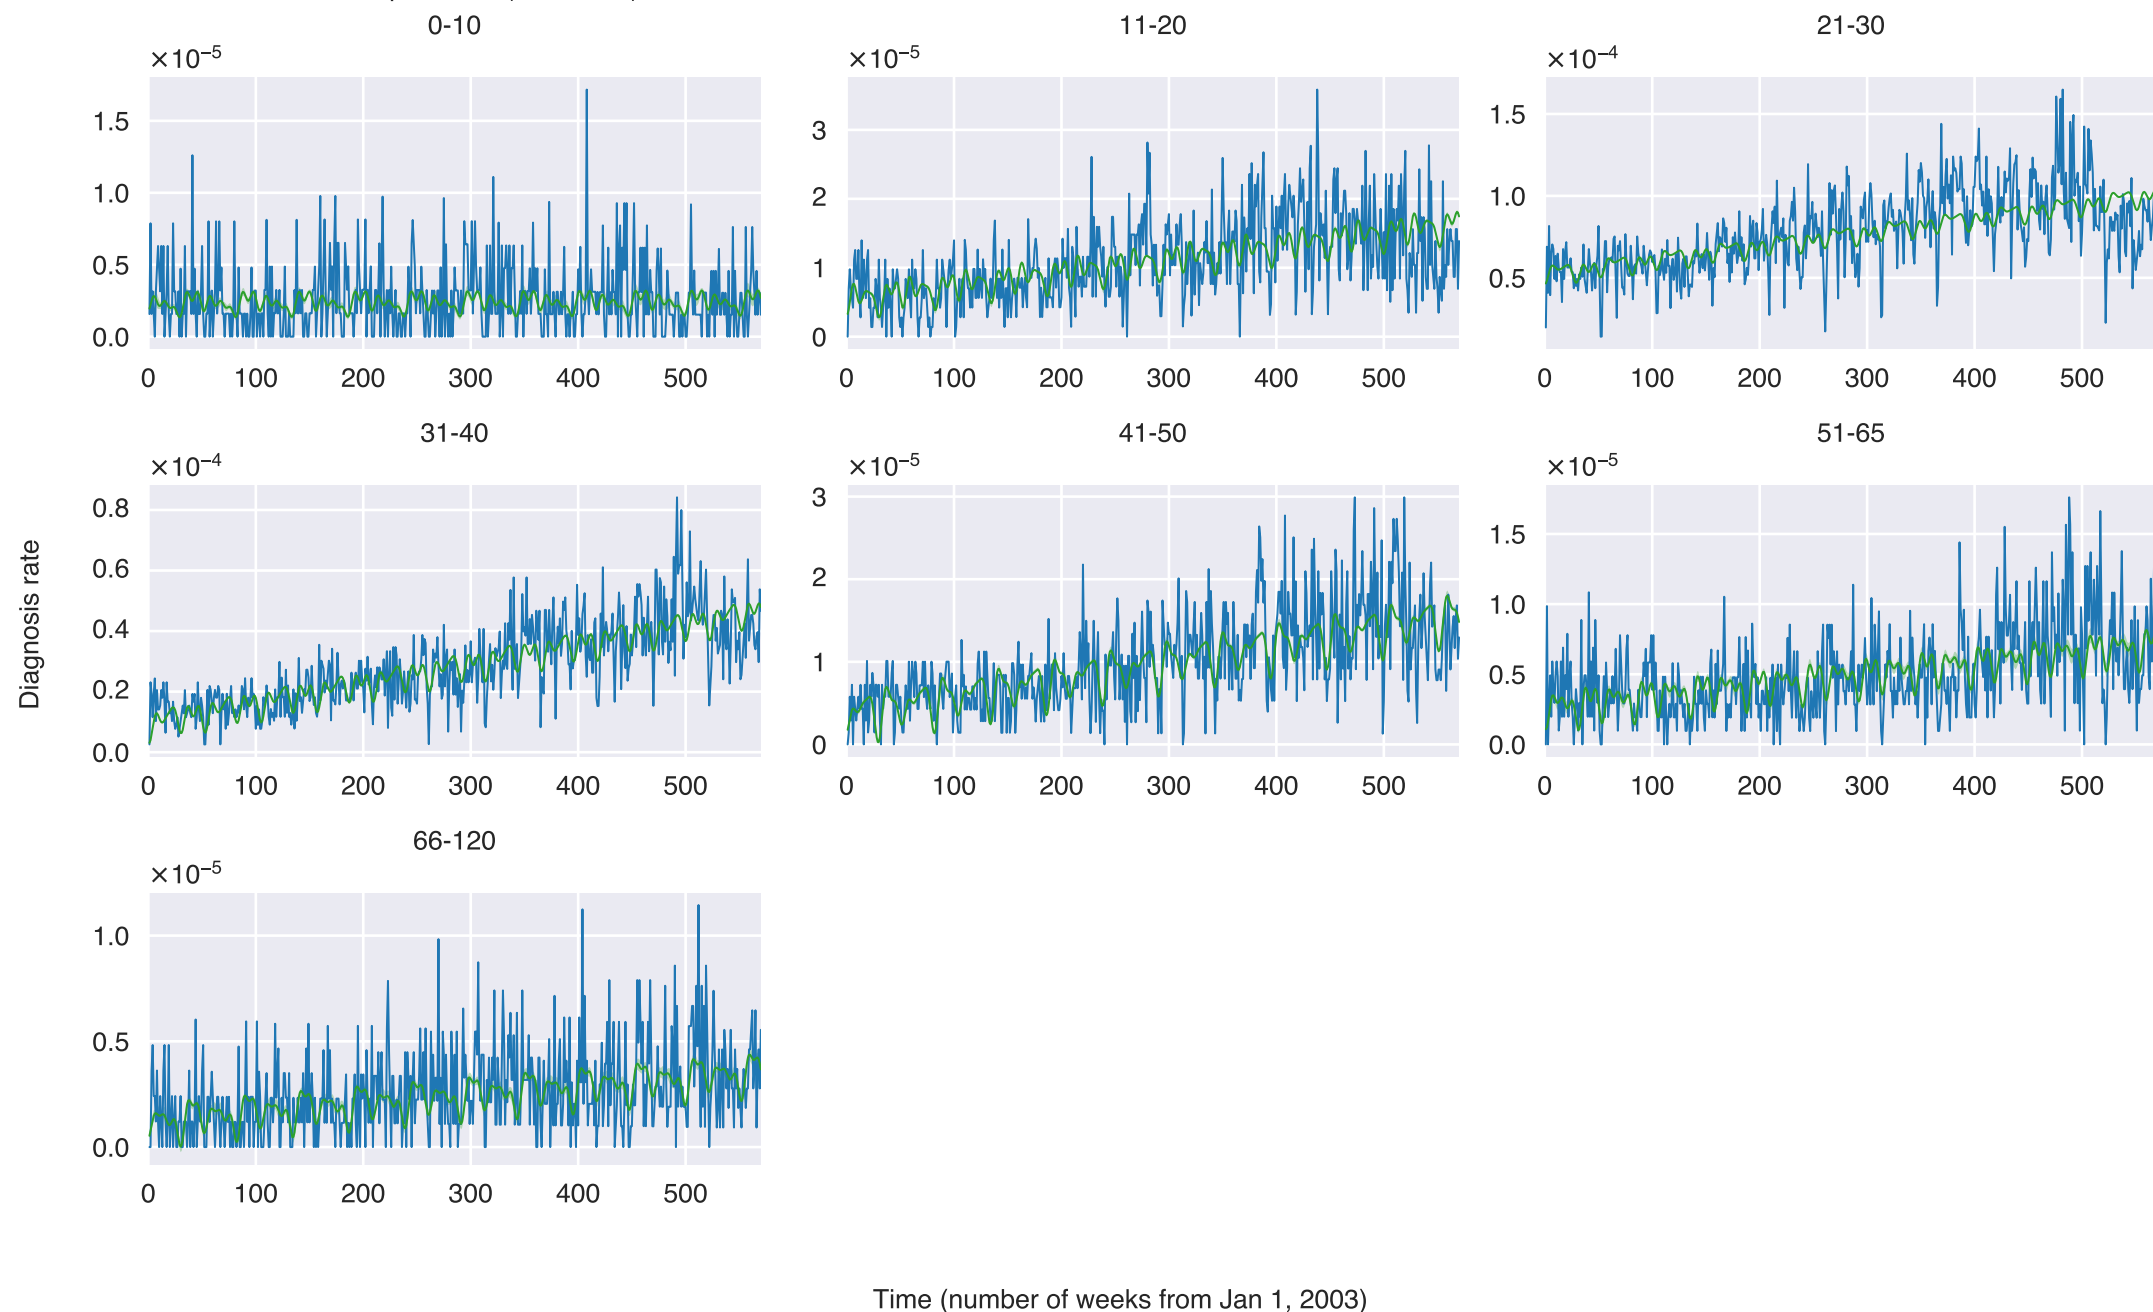 0-10 11-20 21-30
×10⁻⁵ ×10⁻⁵ ×10⁻⁴
1.5 3 1.5
1.0 2 1.0
0.5 1 0.5
0.0 0
0 100 200 300 400 500 0 100 200 300 400 500 0 100 200 300 400 500
31-40 41-50 51-65
×10⁻⁴ ×10⁻⁵ ×10⁻⁵
0.8 3 1.5
0.6 2 1.0
0.4 1 0.5
0.2 0 0.0
0.0
0 100 200 300 400 500 0 100 200 300 400 500 0 100 200 300 400 500
Diagnosis rate
66-120
×10⁻⁵
1.0
0.5
0.0
0 100 200 300 400 500
Time (number of weeks from Jan 1, 2003)